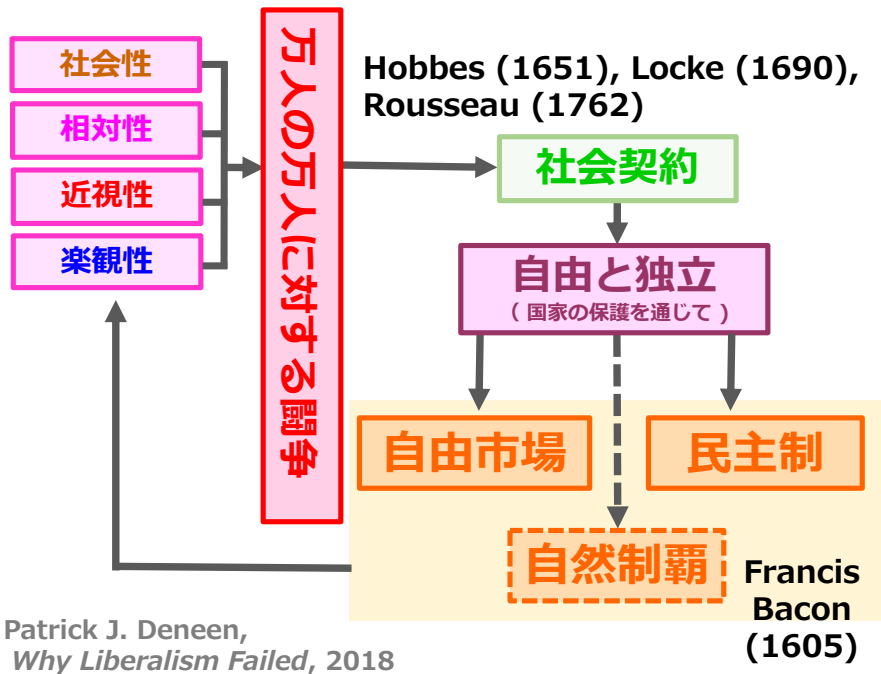 社会性
相対性
近視性
楽観性
万人の万人に対する闘争
Hobbes (1651), Locke (1690),
Rousseau (1762)
社会契約
自由と独立
( 国家の保護を通じて )
自由市場
民主制
自然制覇
Francis
Bacon
(1605)
Patrick J. Deneen,
Why Liberalism Failed, 2018